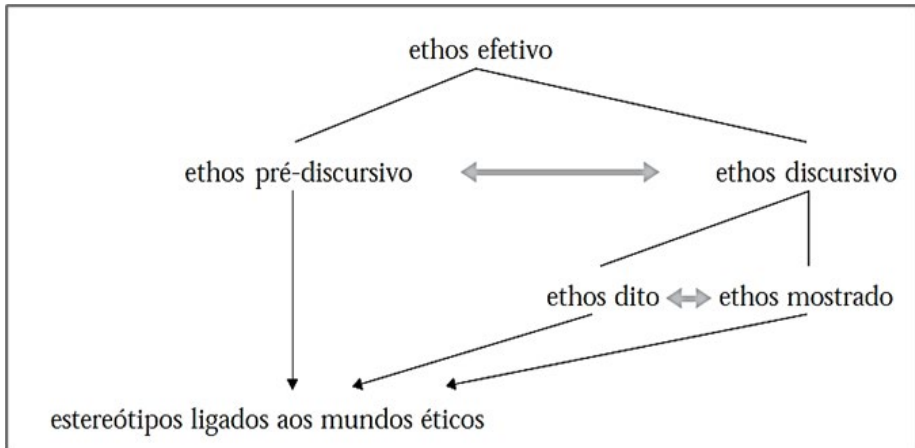 ethos efetivo
ethos pré-discursivo ethos discursivo
ethos dito ethos mostrado
estereótipos ligados aos mundos éticos